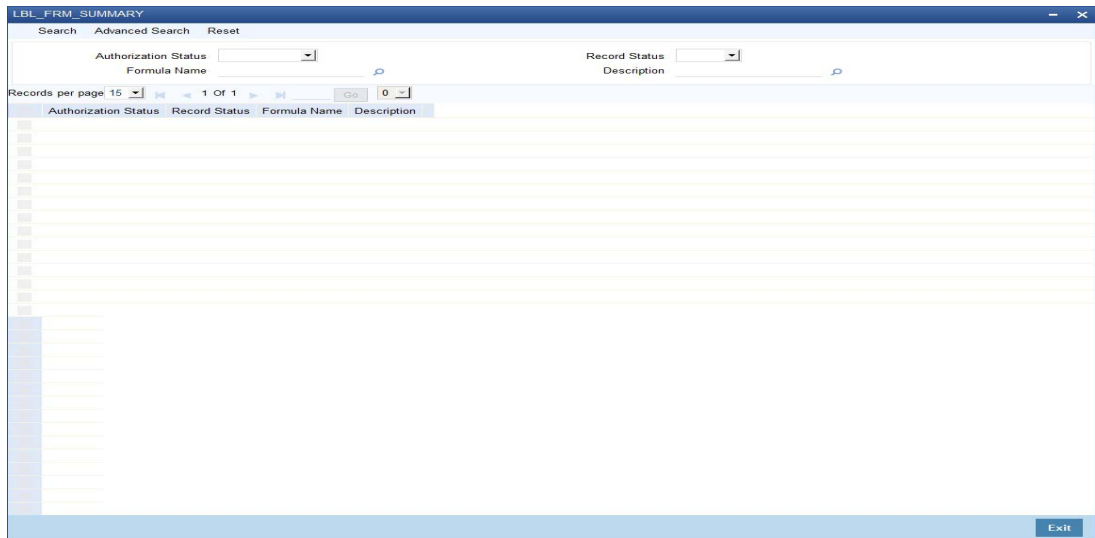 LBL_FRM_SUMMARY
Search Advanced Search Reset
Authorization Status Record Status
Formula Name Description
Records per page 15 1 Of 1 Go 0
Authorization Status Record Status Formula Name Description
Exit